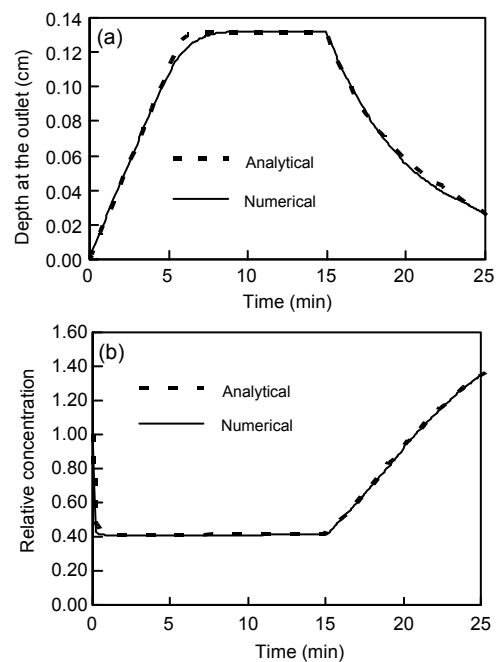 (a)
0.14
0.12
0.10
0.08
0.06
0.04
0.02
0.00
Depth at the outlet (cm)
Analytical
Numerical
0 5 10 15 20 25
Time (min)
(b)
1.60
1.40
1.20
1.00
0.80
0.60
0.40
0.20
0.00
Relative concentration
Analytical
Numerical
0 5 10 15 20 25
Time (min)